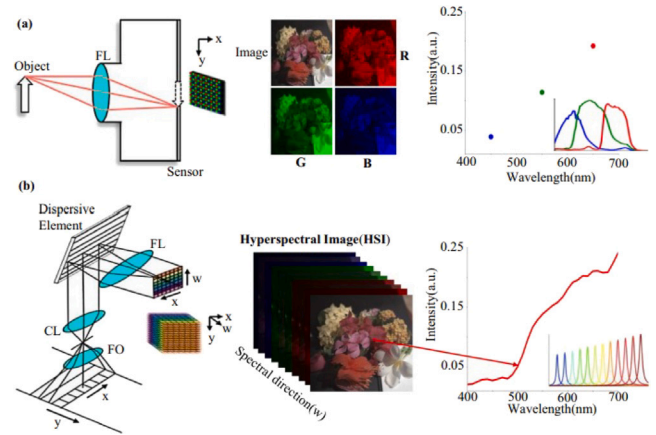 (a)
Object
FL
x
y
Sensor
Image
R
G
B
Intensity(a.u.)
0.25
0.15
0.05
400
500
600
700
Wavelength(nm)
(b)
Dispersive
Element
FL
w
x
CL
FO
x
y
x
w
y
Hyperspectral Image(HSI)
Spectral direction(w)
Intensity(a.u.)
0.25
0.15
0.05
400
500
600
700
Wavelength(nm)